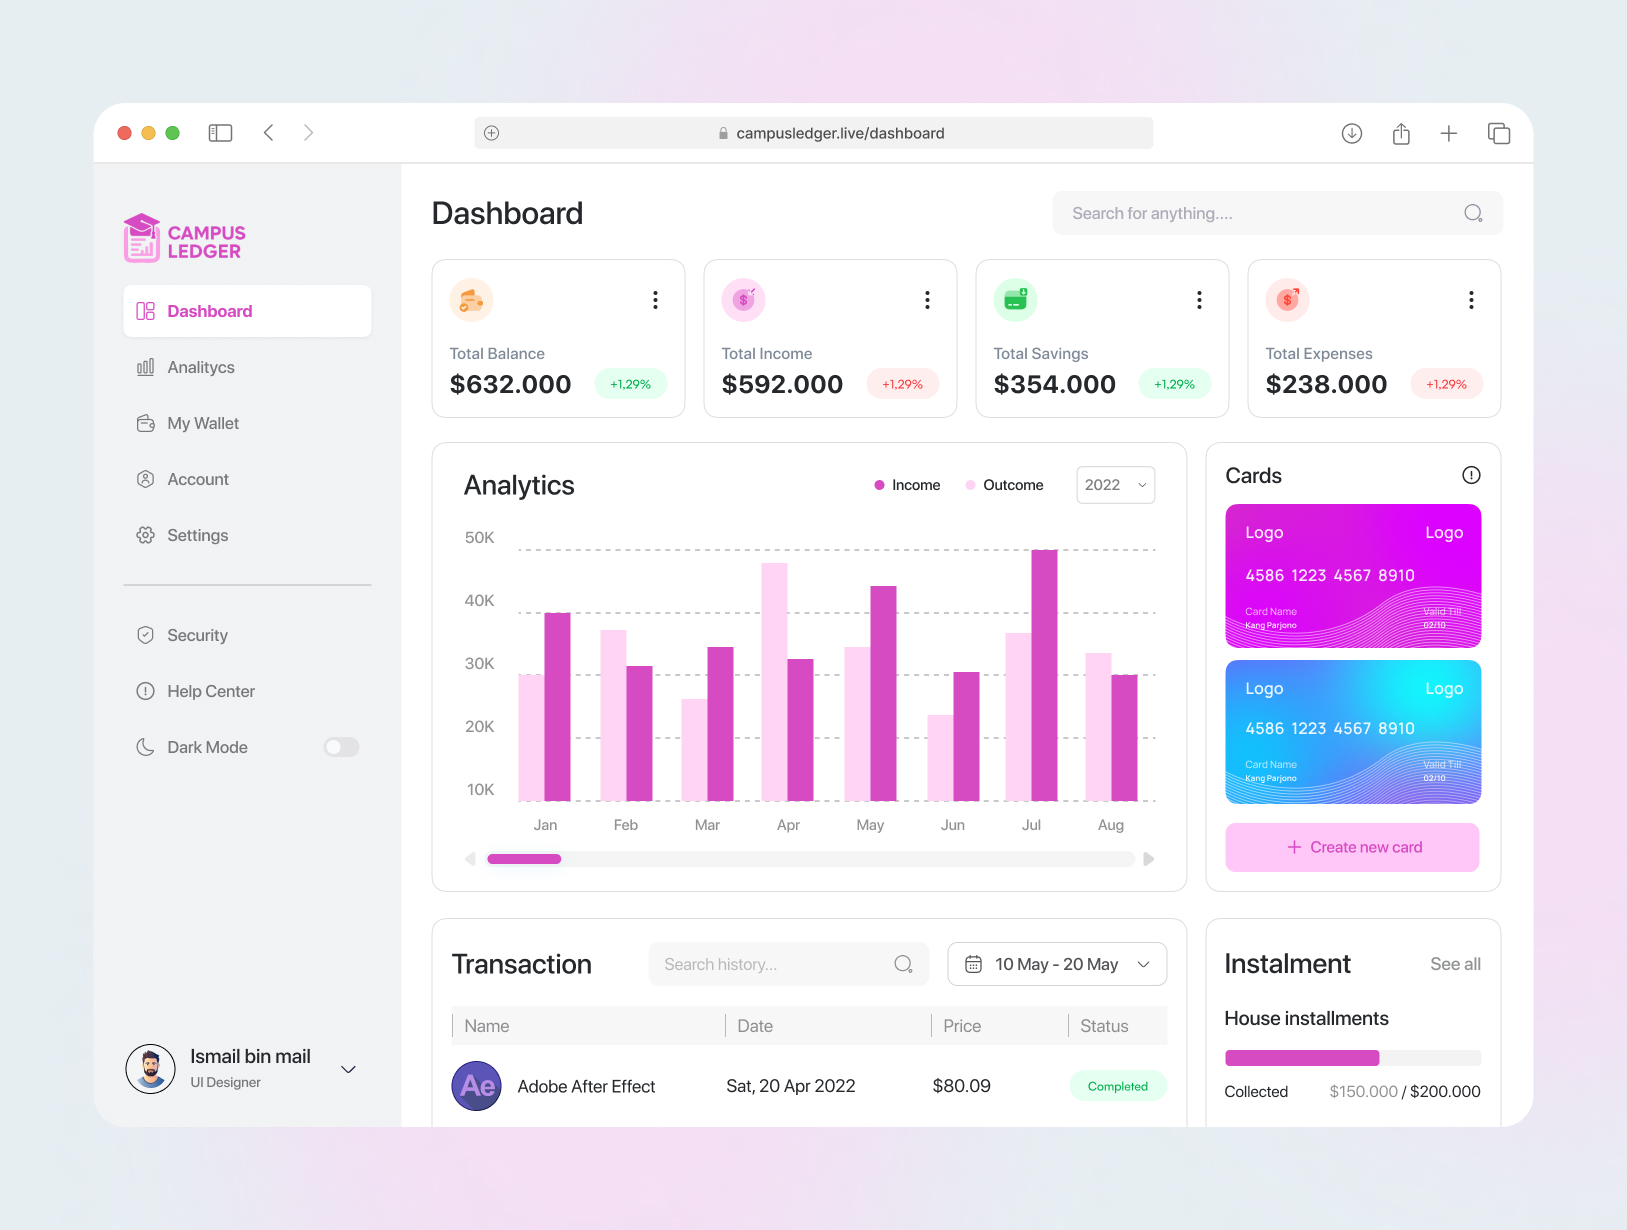 campusledger.live/dashboard
CAMPUS
LEDGER
Dashboard
Analitycs
My Wallet
Account
Settings
Security
Help Center
Dark Mode
Ismail bin mail
UI Designer
Dashboard
Search for anything....
Total Balance
$632.000
+1,29%
Total Income
$592.000
+1,29%
Total Savings
$354.000
+1,29%
Total Expenses
$238.000
+1,29%
Analytics
Income
Outcome
2022
50K
40K
30K
20K
10K
Jan Feb Mar Apr May Jun Jul Aug
Cards
Logo Logo
4586 1223 4567 8910
Card Name Valid Till
Kang Parjono 02/10
Logo Logo
4586 1223 4567 8910
Card Name Valid Till
Kang Parjono 02/10
Create new card
Transaction
Search history...
10 May - 20 May
Name Date Price Status
Ae Adobe After Effect Sat, 20 Apr 2022 $80.09 Completed
Instalment
See all
House installments
Collected $150.000 / $200.000